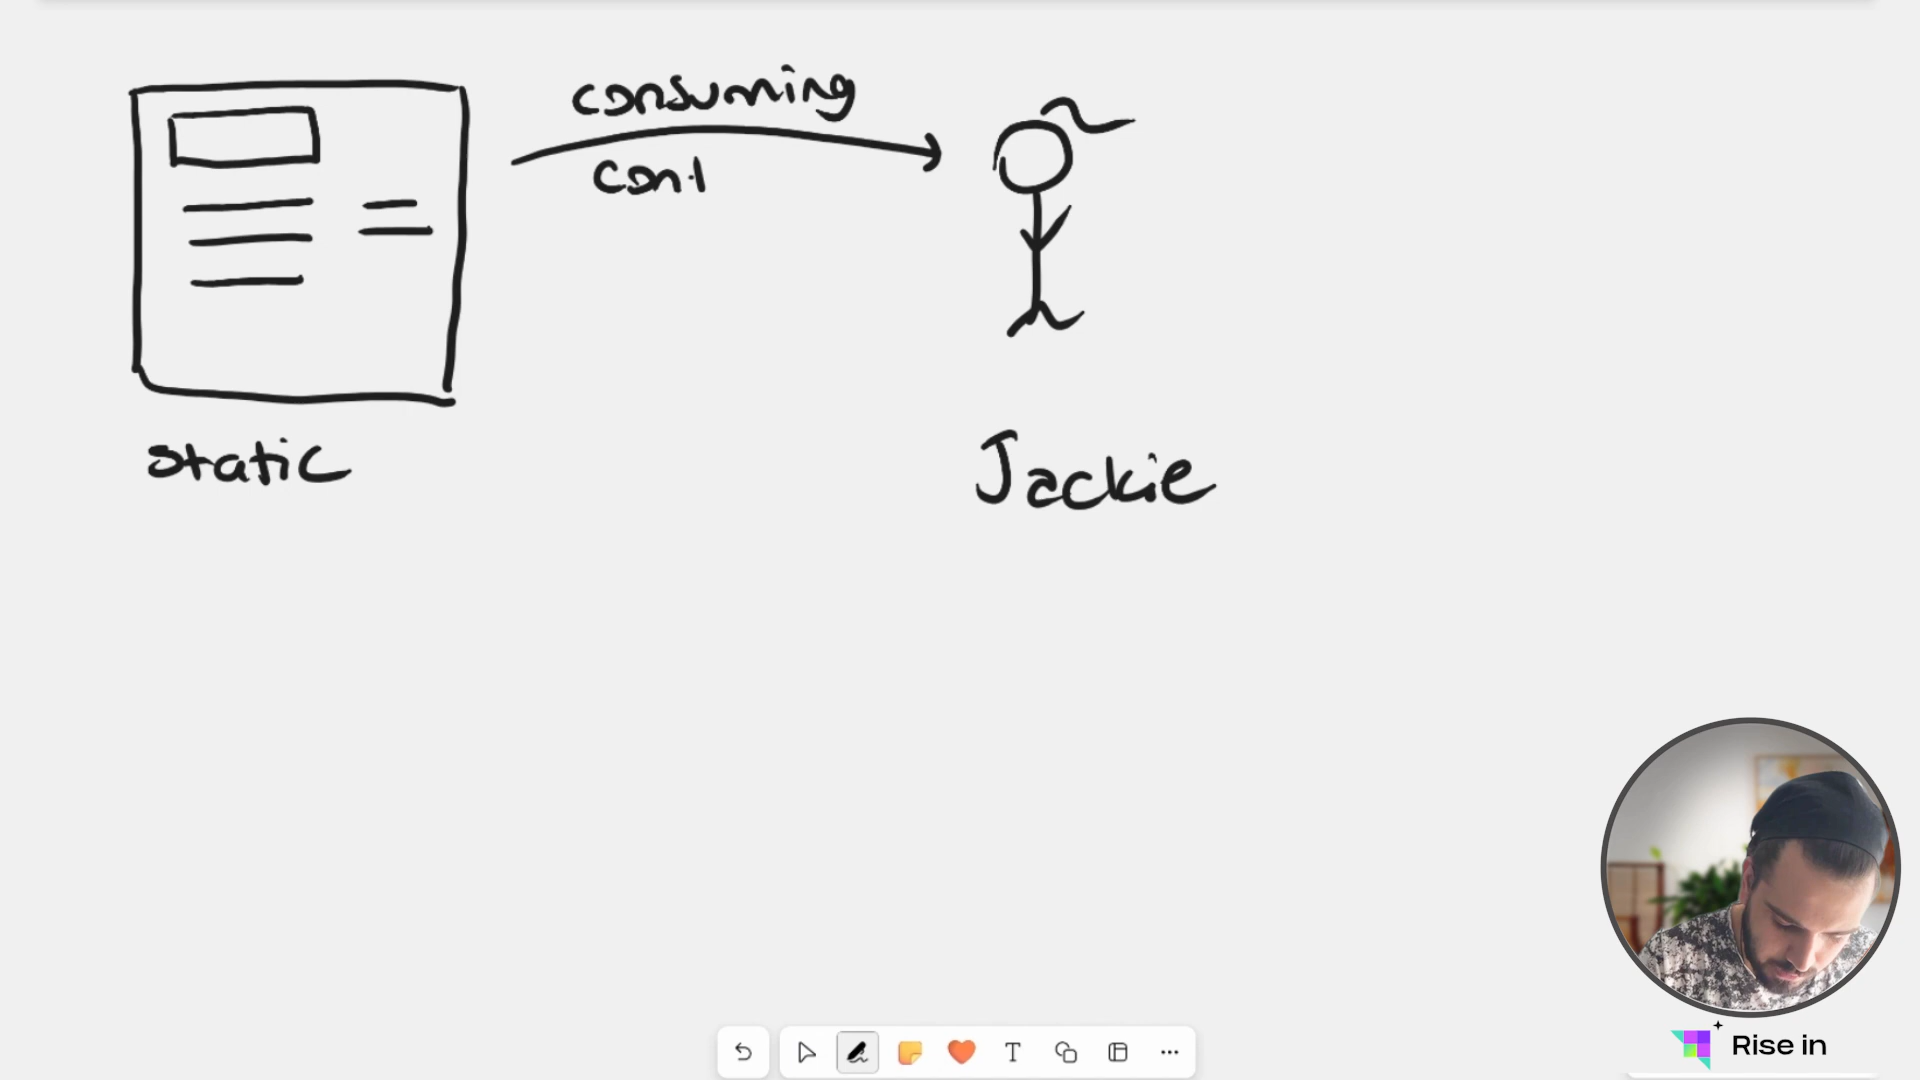 consuming
cont
static
Jackie
T
Rise in